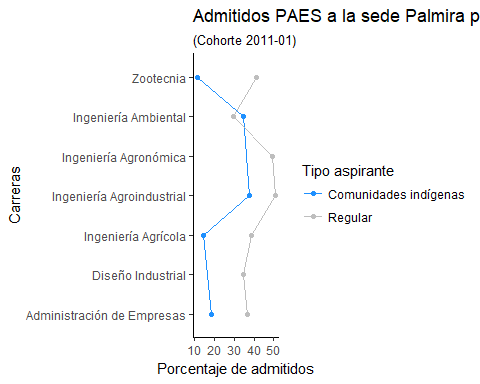 Admitidos PAES a la sede Palmira p
(Cohorte 2011-01)
Carreras
Zootecnia
Ingeniería Ambiental
Ingeniería Agronómica
Ingeniería Agroindustrial
Ingeniería Agrícola
Diseño Industrial
Administración de Empresas
10 20 30 40 50
Porcentaje de admitidos
Tipo aspirante
Comunidades indígenas
Regular